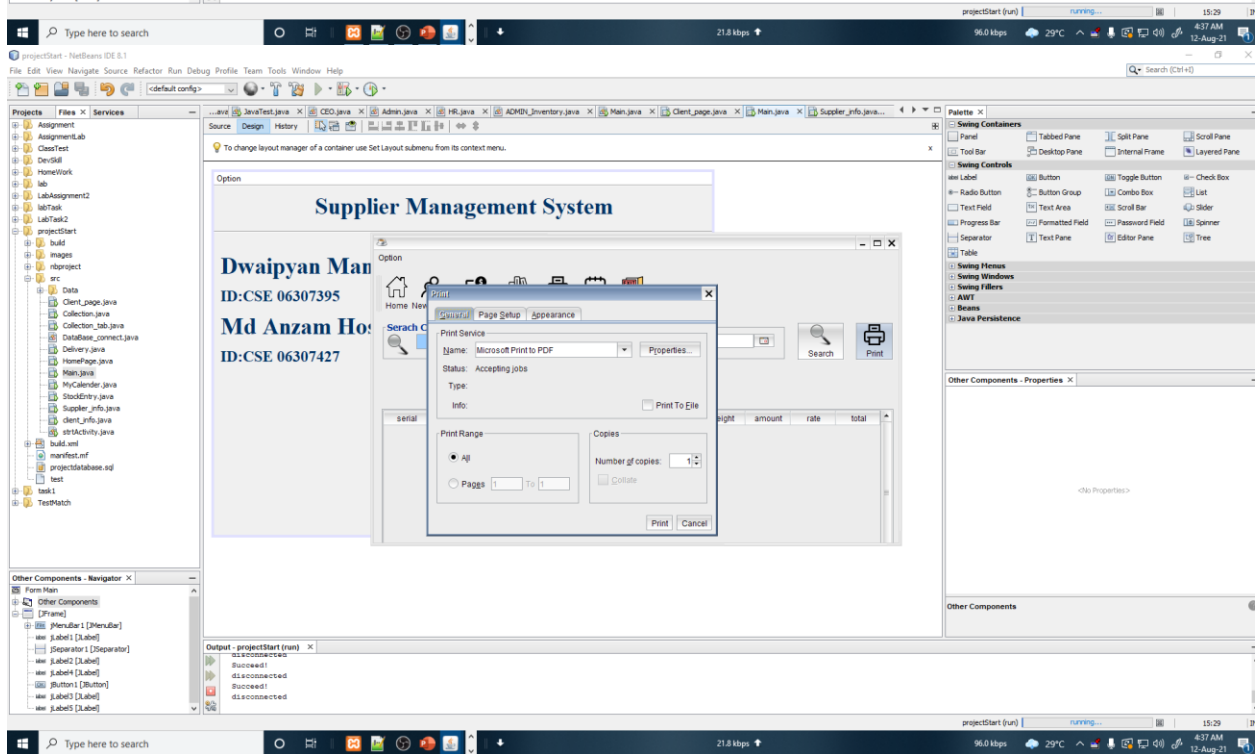 projectStart (run) running... 15:29
Type here to search 21.8 kbps 96.0 kbps 29°C 4:37 AM
12-Aug-21
projectStart - NetBeans IDE 8.1
File Edit View Navigate Source Refactor Run Debug Profile Team Tools Window Help Search (Ctrl+I)
<default config>
Projects Files Services
...ava JavaTest.java CEO.java Admin.java HR.java ADMIN_Inventory.java Main.java Client_page.java Main.java Supplier_info.java...
Source Design History
To change layout manager of a container use Set Layout submenu from its context menu.
Assignment
AssignmentLab
ClassTest
DevSkill
HomeWork
lab
LabAssignment2
labTask
LabTask2
projectStart
build
images
nbproject
src
Data
Client_page.java
Collection.java
Collection_tab.java
DataBase_connect.java
Delivery.java
HomePage.java
Main.java
MyCalender.java
StockEntry.java
Supplier_info.java
client_info.java
strtActivity.java
build.xml
manifest.mf
projectdatabase.sql
test
task1
TestMatch
Option
Supplier Management System
Dwaipyan Man
ID:CSE 06307395
Md Anzam Hos
ID:CSE 06307427
Option
Home New
Serach C
Search Print
serial eight amount rate total
Print
General Page Setup Appearance
Print Service
Name: Microsoft Print to PDF Properties...
Status: Accepting jobs
Type:
Info: Print To File
Print Range
All
Pages 1 To 1
Copies
Number of copies: 1
Collate
Print Cancel
Palette
Swing Containers
Panel Tabbed Pane Split Pane Scroll Pane
Tool Bar Desktop Pane Internal Frame Layered Pane
Swing Controls
label Label OK Button ON Toggle Button Check Box
Radio Button Button Group Combo Box List
Text Field Text Area Scroll Bar Slider
Progress Bar Formatted Field Password Field Spinner
Separator Text Pane Editor Pane Tree
Table
Swing Menus
Swing Windows
Swing Fillers
AWT
Beans
Java Persistence
Other Components - Properties
<No Properties>
Other Components
Other Components - Navigator
Form Main
Other Components
[JFrame]
jMenuBar1 [JMenuBar]
jLabel1 [JLabel]
jSeparator1 [JSeparator]
jLabel2 [JLabel]
jLabel4 [JLabel]
jButton1 [JButton]
jLabel3 [JLabel]
jLabel5 [JLabel]
Output - projectStart (run)
disconnected
Succeed!
disconnected
Succeed!
disconnected
projectStart (run) running... 15:29
Type here to search 21.8 kbps 96.0 kbps 29°C 4:37 AM
12-Aug-21